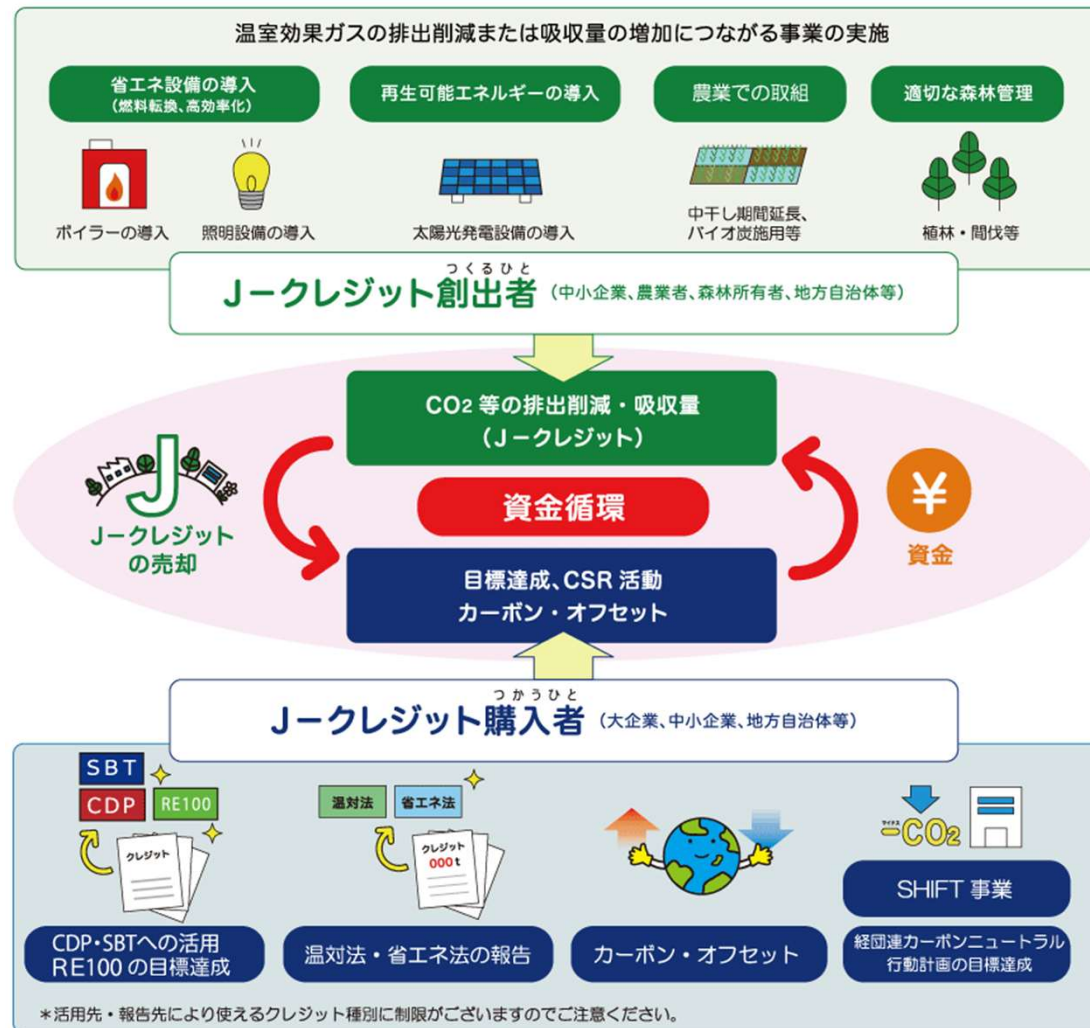 温室効果ガスの排出削減または吸収量の増加につながる事業の実施
省エネ設備の導入
(燃料転換、高効率化)
再生可能エネルギーの導入
農業での取組
適切な森林管理
ボイラーの導入
照明設備の導入
太陽光発電設備の導入
中干し期間延長、
バイオ炭施用等
植林・間伐等
つくるひと
Jークレジット創出者(中小企業、農業者、森林所有者、地方自治体等)
CO2 等の排出削減・吸収量
(Jークレジット)
J
Jークレジット
の売却
資金循環
¥
資金
目標達成、CSR 活動
カーボン・オフセット
つかうひと
Jークレジット購入者(大企業、中小企業、地方自治体等)
SBT
CDP
RE100
クレジット
温対法
省エネ法
クレジット
000t
マイナス
-CO2
CDP・SBTへの活用
RE100 の目標達成
温対法・省エネ法の報告
カーボン・オフセット
SHIFT 事業
経団連カーボンニュートラル
行動計画の目標達成
*活用先・報告先により使えるクレジット種別に制限がございますのでご注意ください。